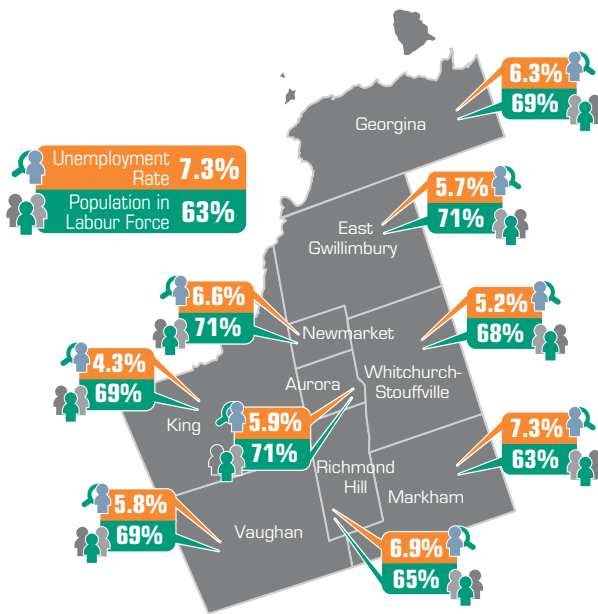 6.3%
69%
Georgina
Unemployment
Rate 7.3%
Population in
Labour Force 63%
5.7%
71%
East
Gwillimbury
6.6%
71%
Newmarket
5.2%
68%
Whitchurch-
Stouffville
4.3%
69%
King
Aurora
5.9%
71%
7.3%
63%
Richmond
Hill
Markham
5.8%
69%
Vaughan
6.9%
65%